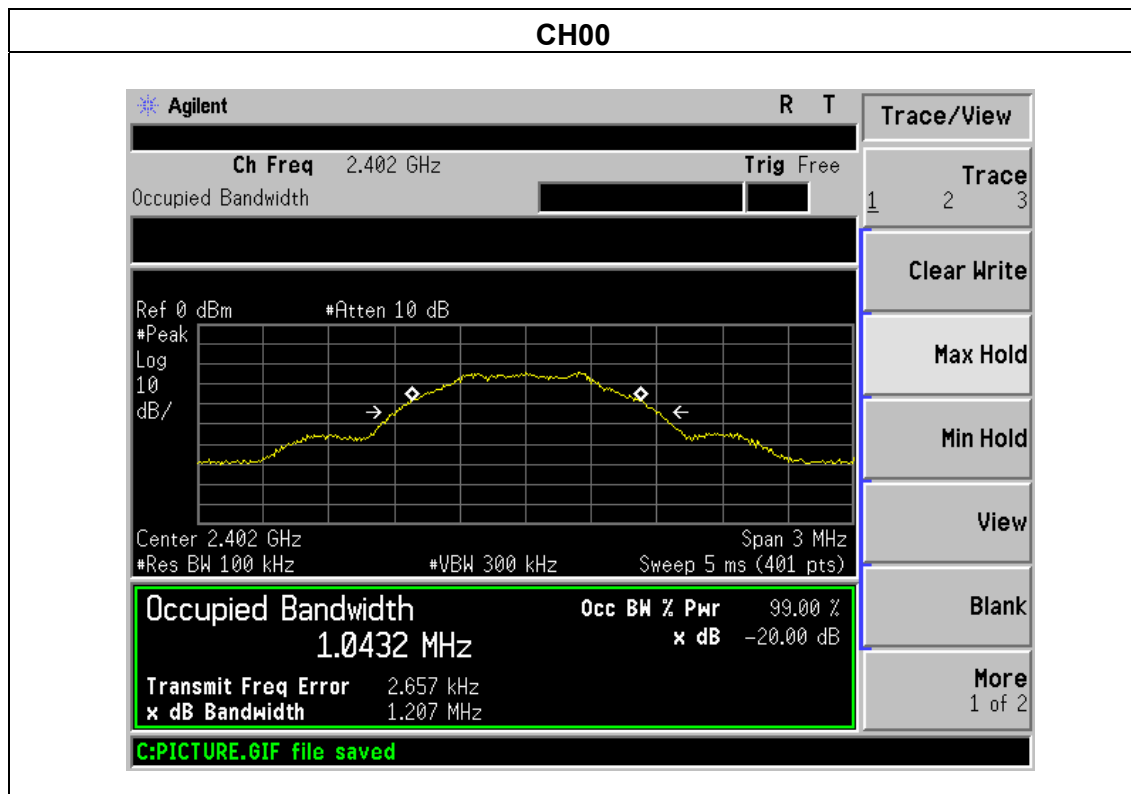 CH00
Agilent R T
Trace/View
Ch Freq 2.402 GHz Trig Free
Occupied Bandwidth
Trace
1 2 3
Clear Write
Ref 0 dBm #Atten 10 dB
#Peak
Log
10
dB/
Max Hold
Min Hold
View
Center 2.402 GHz Span 3 MHz
#Res BW 100 kHz #VBW 300 kHz Sweep 5 ms (401 pts)
Occupied Bandwidth Occ BW % Pwr 99.00 %
1.0432 MHz x dB -20.00 dB
Blank
Transmit Freq Error 2.657 kHz
x dB Bandwidth 1.207 MHz
More
1 of 2
C:PICTURE.GIF file saved